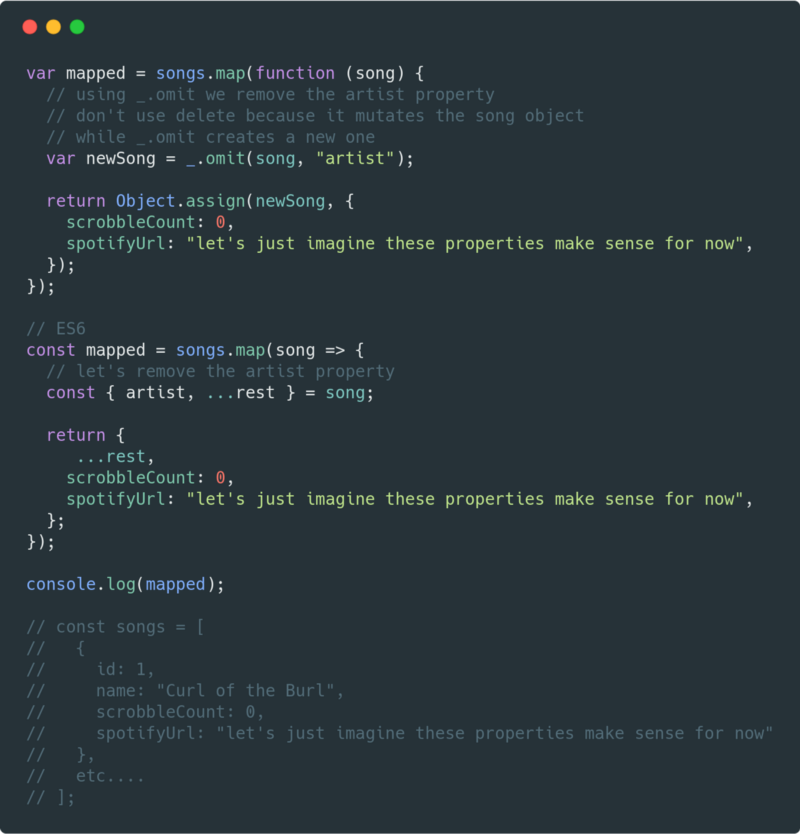 var mapped = songs.map(function (song) {
  // using _.omit we remove the artist property
  // don't use delete because it mutates the song object
  // while _.omit creates a new one
  var newSong = _.omit(song, "artist");

  return Object.assign(newSong, {
    scrobbleCount: 0,
    spotifyUrl: "let's just imagine these properties make sense for now",
  });
});

// ES6
const mapped = songs.map(song => {
  // let's remove the artist property
  const { artist, ...rest } = song;

  return {
     ...rest,
    scrobbleCount: 0,
    spotifyUrl: "let's just imagine these properties make sense for now",
  };
});

console.log(mapped);

// const songs = [
//   {
//     id: 1,
//     name: "Curl of the Burl",
//     scrobbleCount: 0,
//     spotifyUrl: "let's just imagine these properties make sense for now"
//   },
//   etc....
// ];